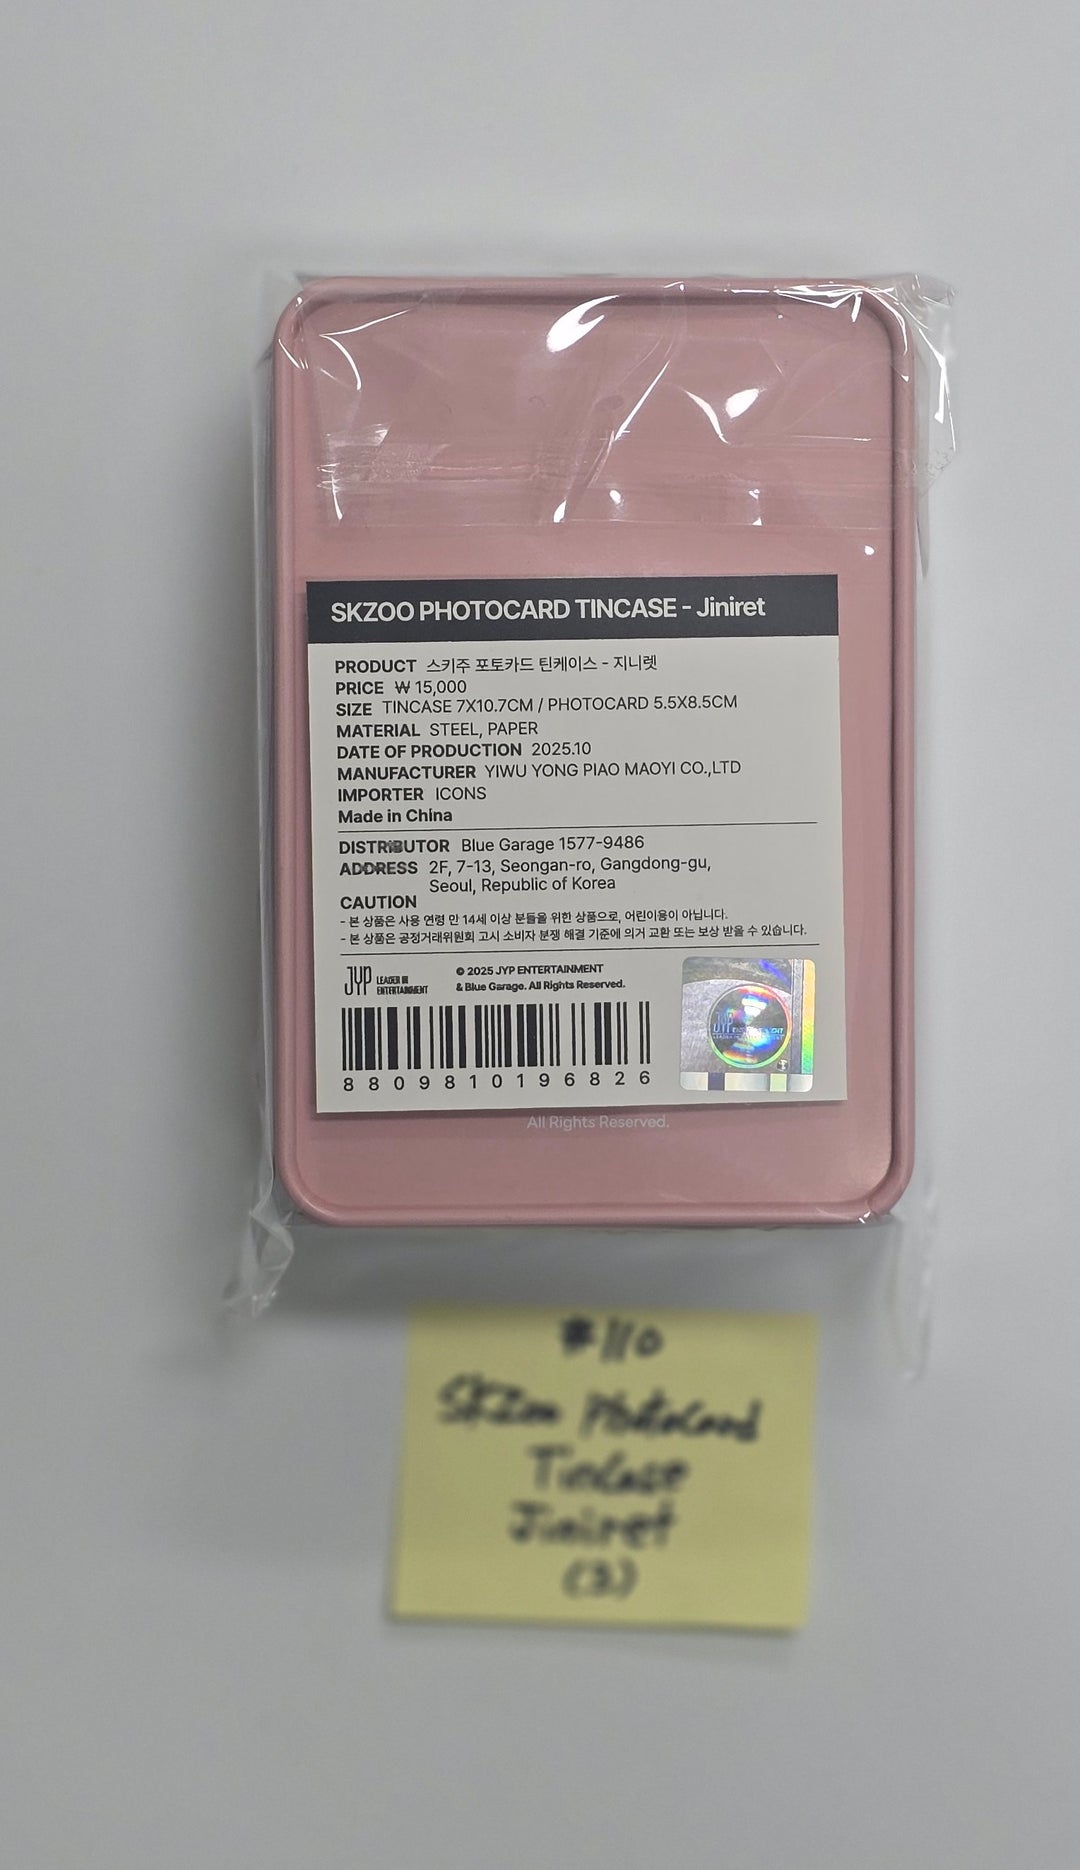 SKZOO PHOTOCARD TINCASE - Jiniret
PRODUCT 스키주 포토카드 틴케이스 - 지니렛
PRICE ₩ 15,000
SIZE TINCASE 7X10.7CM / PHOTOCARD 5.5X8.5CM
MATERIAL STEEL, PAPER
DATE OF PRODUCTION 2025.10
MANUFACTURER YIWU YONG PIAO MAOYI CO.,LTD
IMPORTER ICONS
Made in China
DISTRIBUTOR Blue Garage 1577-9486
ADDRESS 2F, 7-13, Seongan-ro, Gangdong-gu,
Seoul, Republic of Korea
CAUTION
- 본 상품은 사용 연령 만 14세 이상 분들을 위한 상품으로, 어린이용이 아닙니다.
- 본 상품은 공정거래위원회 고시 소비자 분쟁 해결 기준에 의거 교환 또는 보상 받을 수 있습니다.
JYP LEADER IN
ENTERTAINMENT
© 2025 JYP ENTERTAINMENT
& Blue Garage. All Rights Reserved.
8809810196826
JYP
All Rights Reserved.
#110
SKZoo Photocard
Tincase
Jiniret
(3)